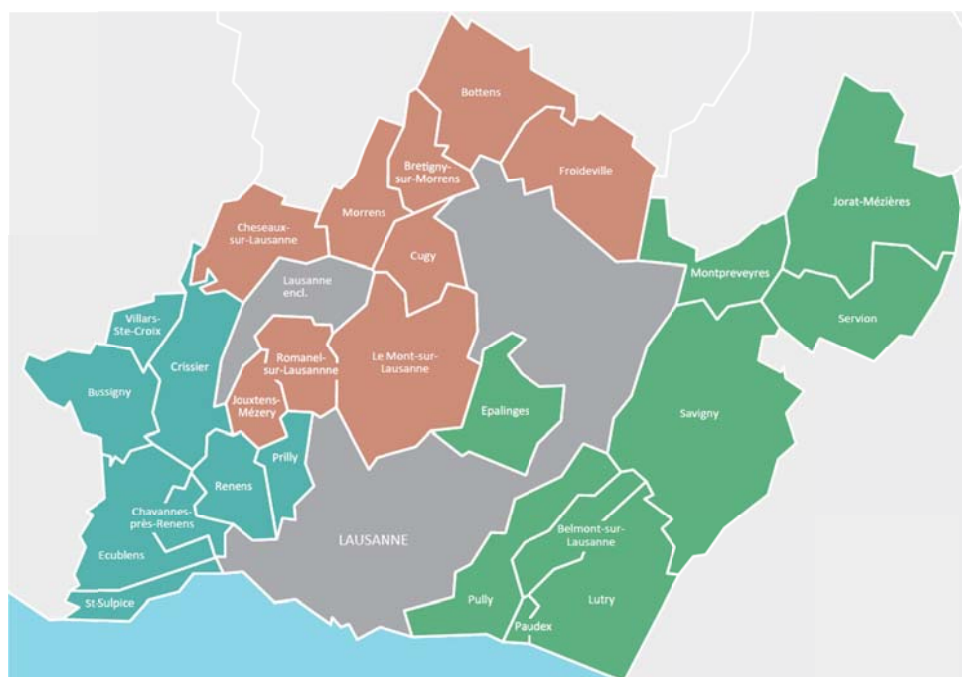 Bottens
Bretigny-
sur-Morrens
Froideville
Jorat-Mézières
Morrens
Cheseaux-
sur-Lausanne
Cugy
Montpreveyres
Lausanne
encl.
Villars-
Ste-Croix
Servion
Crissier
Romanel-
sur-Lausannne
Le Mont-sur-
Lausanne
Bussigny
Jouxtens-
Mézery
Epalinges
Savigny
Prilly
Renens
Chavannes-
près-Renens
Belmont-sur-
Lausanne
LAUSANNE
Ecublens
Pully
Lutry
St-Sulpice
Paudex